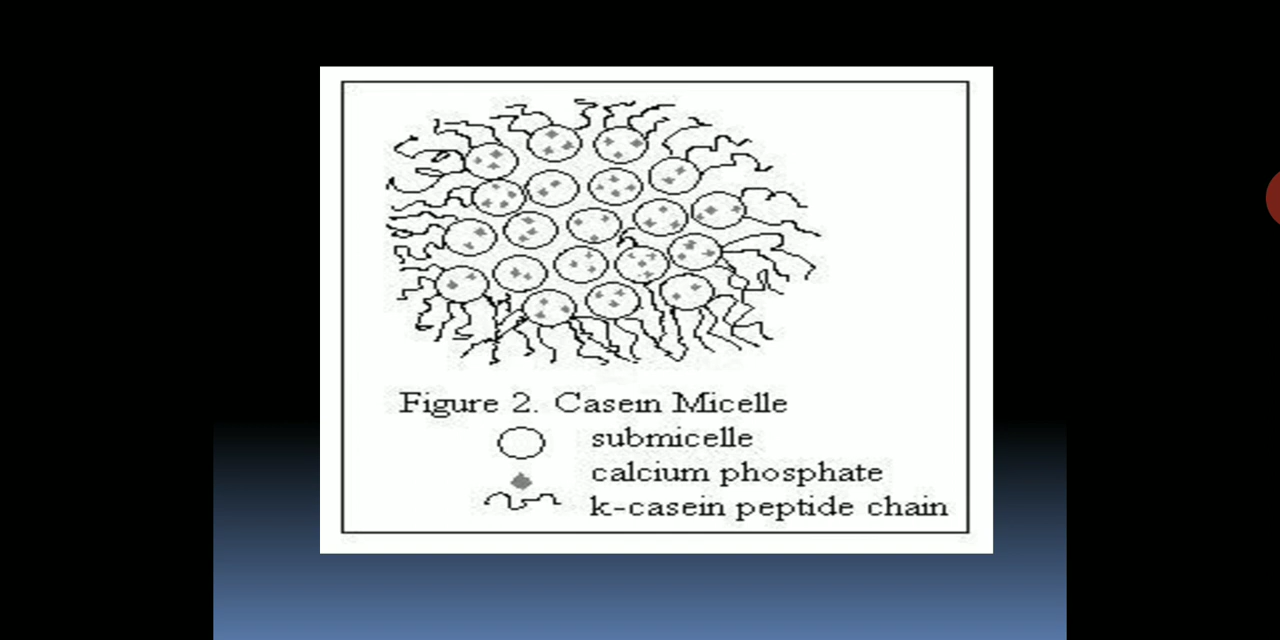 Figure 2. Casein Micelle
submicelle
calcium phosphate
k-casein peptide chain